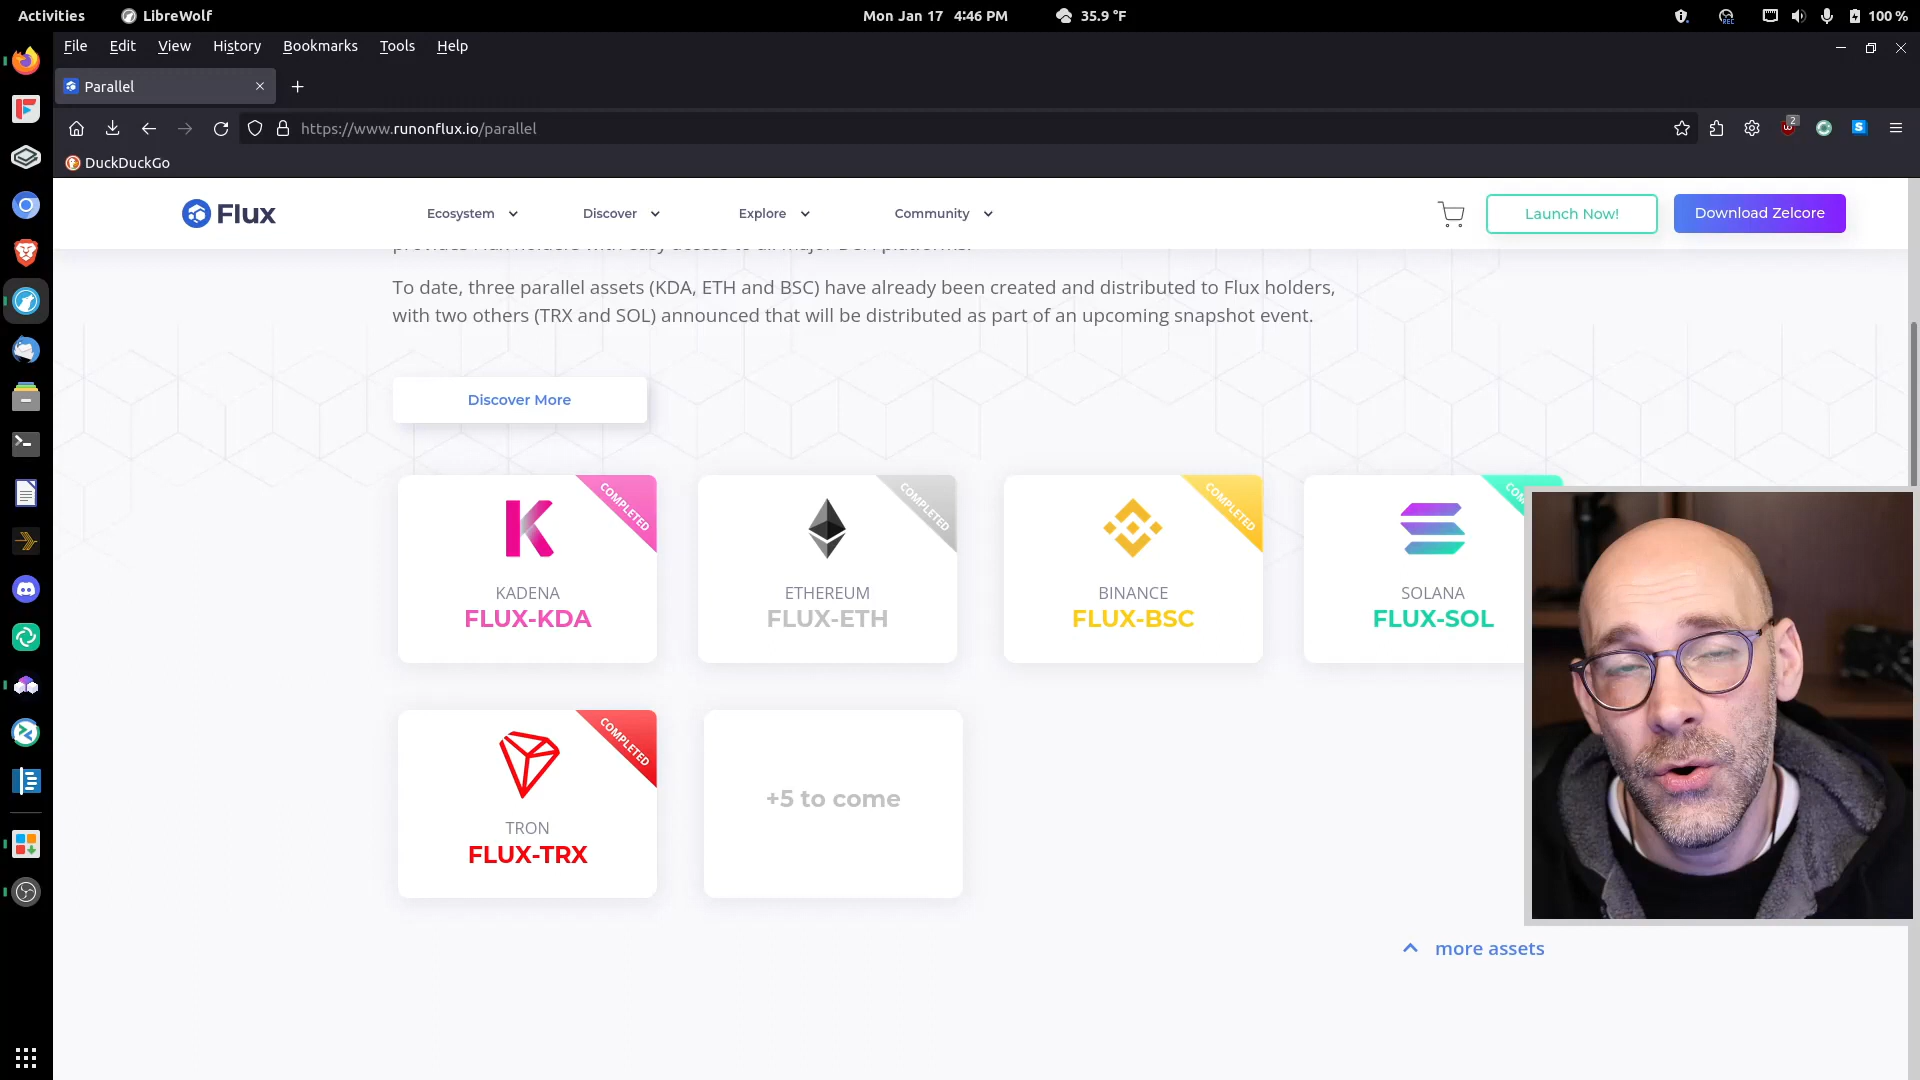 Activities
LibreWolf
Mon Jan 17 4:46 PM
35.9 °F
REC
100 %
File Edit View History Bookmarks Tools Help
Parallel
https://www.runonflux.io/parallel
2
S
DuckDuckGo
Flux
Ecosystem
Discover
Explore
Community
Launch Now!
Download Zelcore
To date, three parallel assets (KDA, ETH and BSC) have already been created and distributed to Flux holders,
with two others (TRX and SOL) announced that will be distributed as part of an upcoming snapshot event.
Discover More
COMPLETED
KADENA
FLUX-KDA
COMPLETED
ETHEREUM
FLUX-ETH
COMPLETED
BINANCE
FLUX-BSC
SOLANA
FLUX-SOL
COMPLETED
TRON
FLUX-TRX
+5 to come
more assets